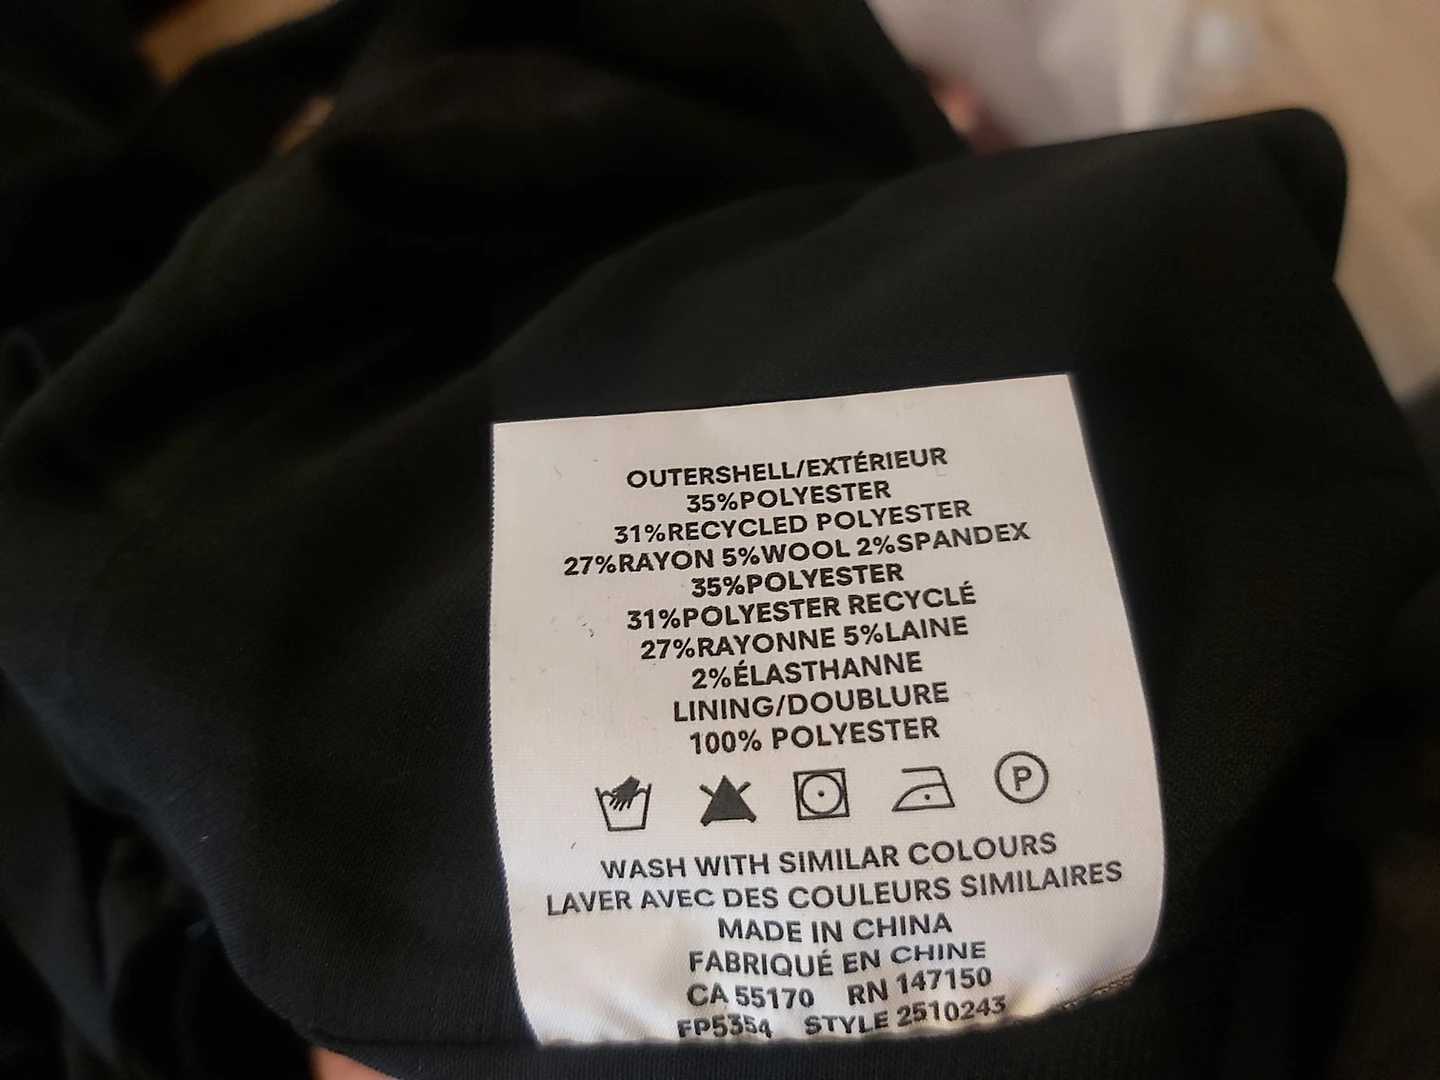 OUTERSHELL/EXTÉRIEUR
35%POLYESTER
31%RECYCLED POLYESTER
27%RAYON 5%WOOL 2%SPANDEX
35%POLYESTER
31%POLYESTER RECYCLÉ
27%RAYONNE 5%LAINE
2%ÉLASTHANNE
LINING/DOUBLURE
100% POLYESTER
P
WASH WITH SIMILAR COLOURS
LAVER AVEC DES COULEURS SIMILAIRES
MADE IN CHINA
FABRIQUÉ EN CHINE
CA 55170 RN 147150
FP5354 STYLE 2510243